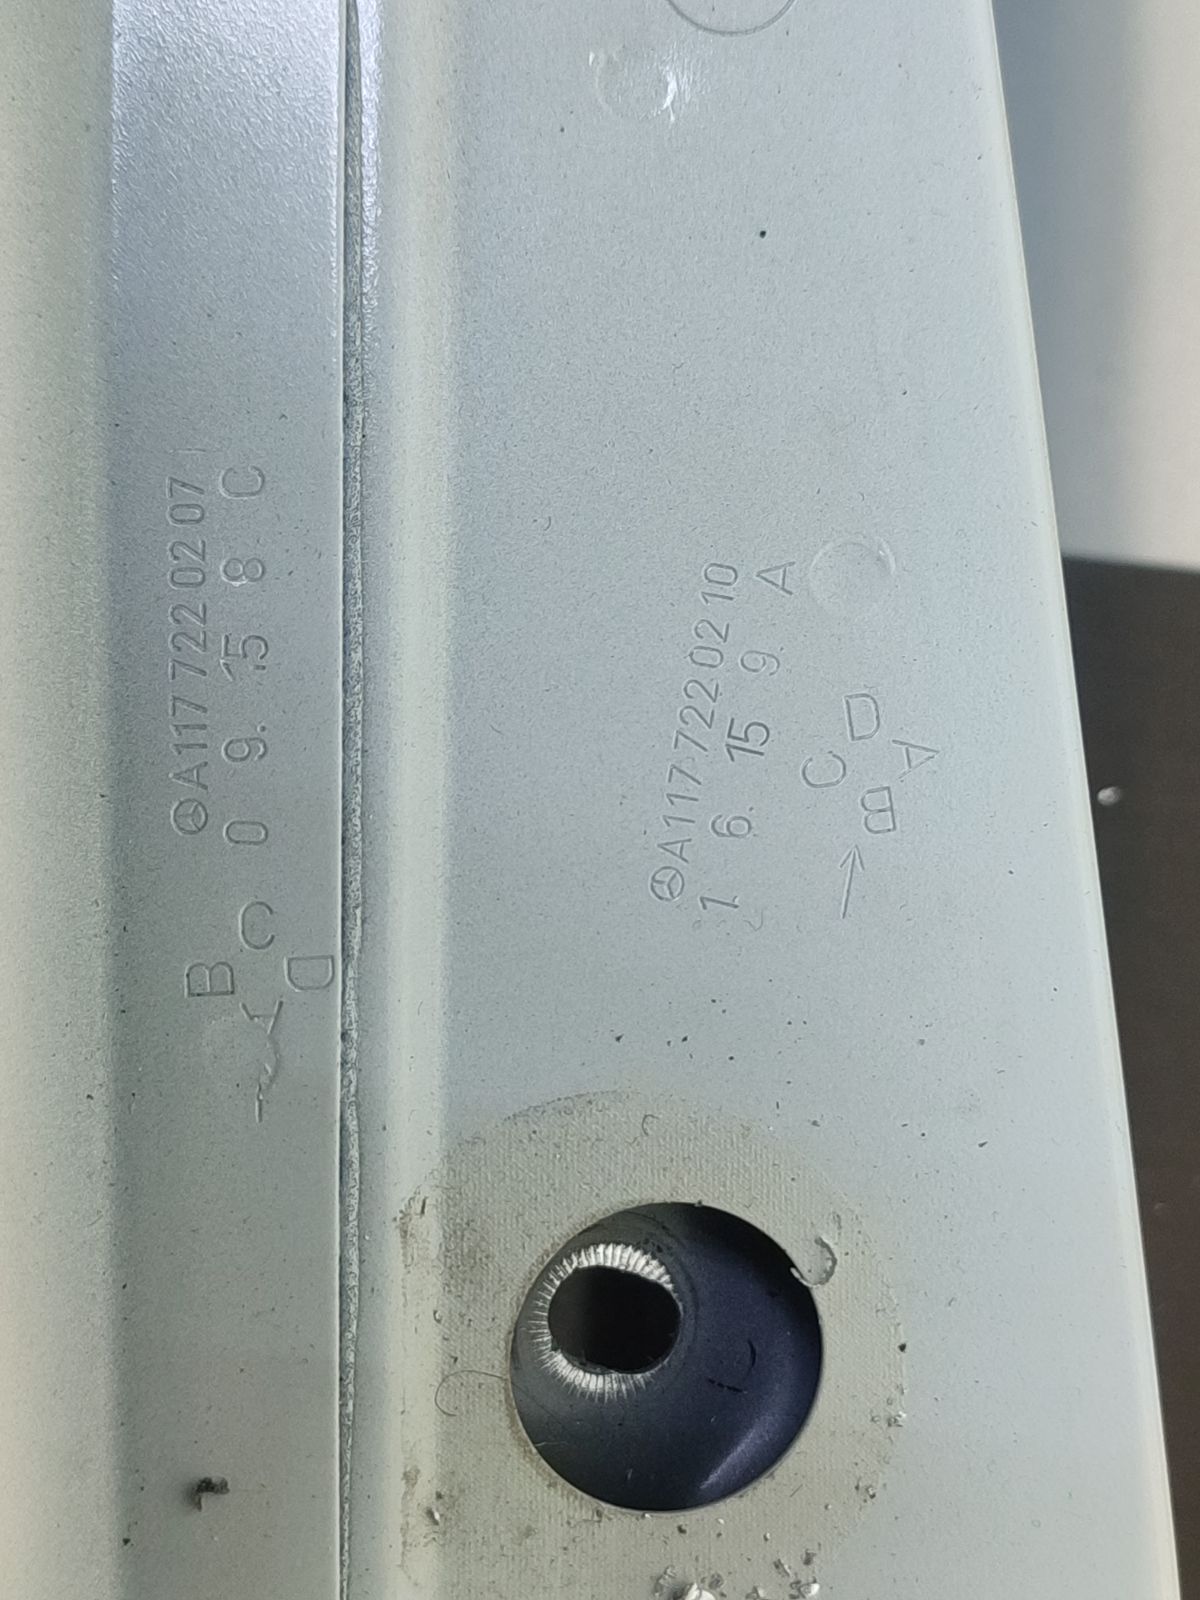 A117 722 02 07
0 9. 15 8 C
B C D A
A117 722 02 10
1 6. 15 9. A
D A B C